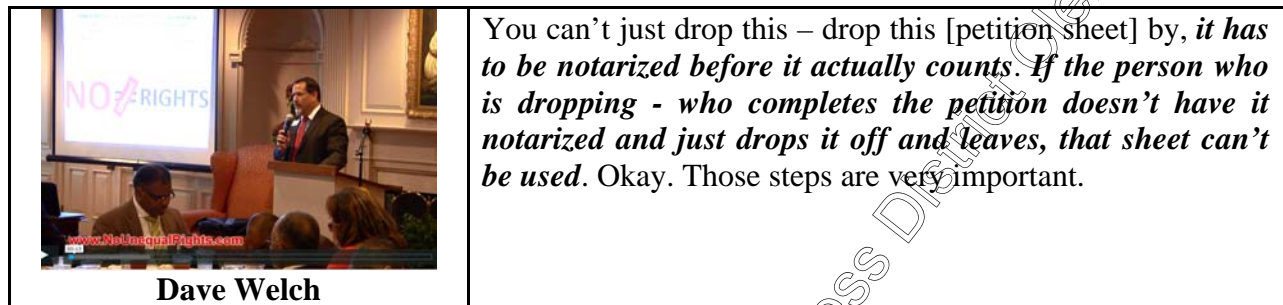 NO≠RIGHTS
www.NoUnequalRights.com
Dave Welch
You can’t just drop this – drop this [petition sheet] by, it has
to be notarized before it actually counts. If the person who
is dropping - who completes the petition doesn’t have it
notarized and just drops it off and leaves, that sheet can’t
be used. Okay. Those steps are very important.
ess District Cle